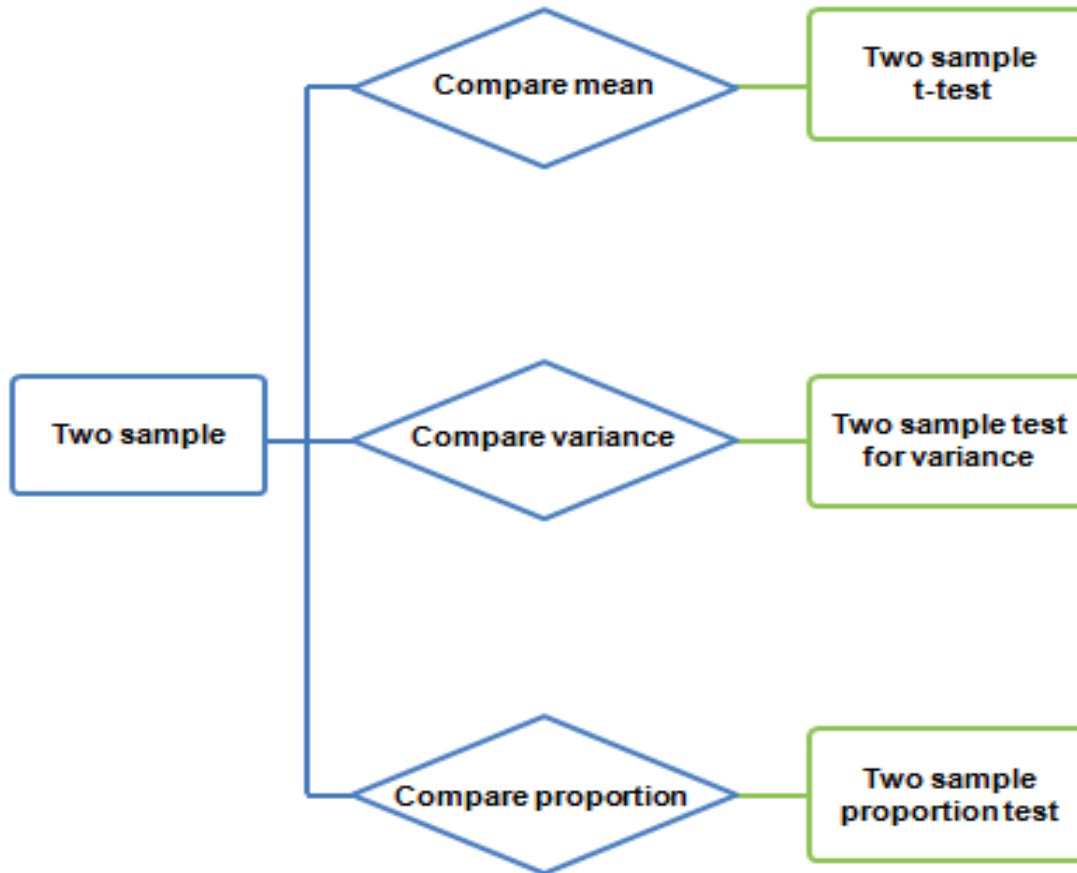 Compare mean
Two sample
t-test
Two sample
Compare variance
Two sample test
for variance
Compare proportion
Two sample
proportion test